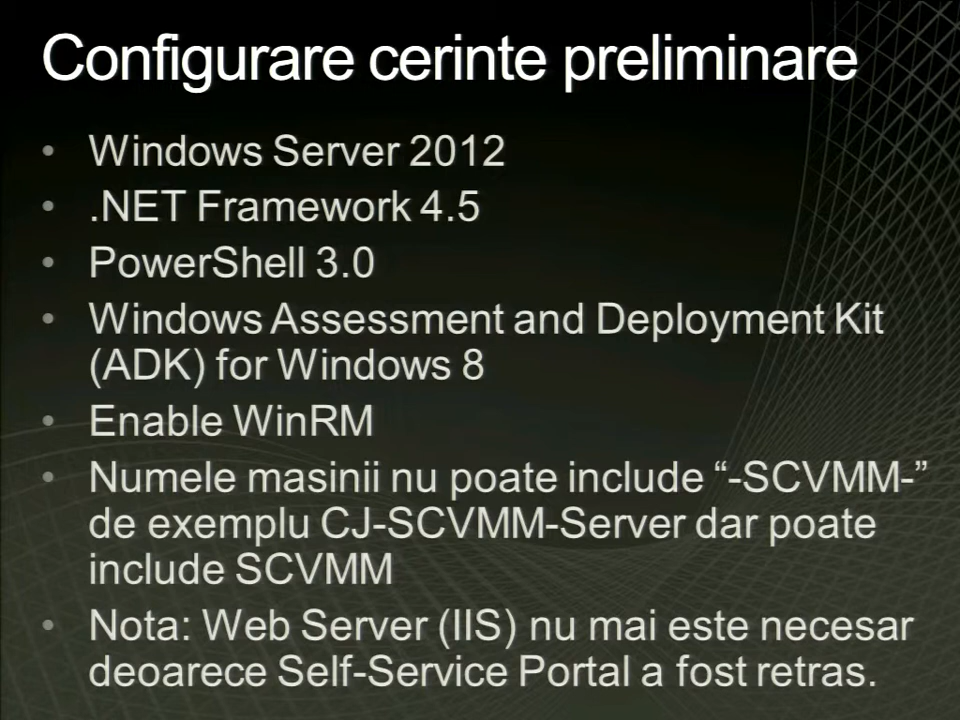 Configurare cerinte preliminare
• Windows Server 2012
• .NET Framework 4.5
• PowerShell 3.0
• Windows Assessment and Deployment Kit
(ADK) for Windows 8
• Enable WinRM
• Numele masinii nu poate include “-SCVMM-”
de exemplu CJ-SCVMM-Server dar poate
include SCVMM
• Nota: Web Server (IIS) nu mai este necesar
deoarece Self-Service Portal a fost retras.